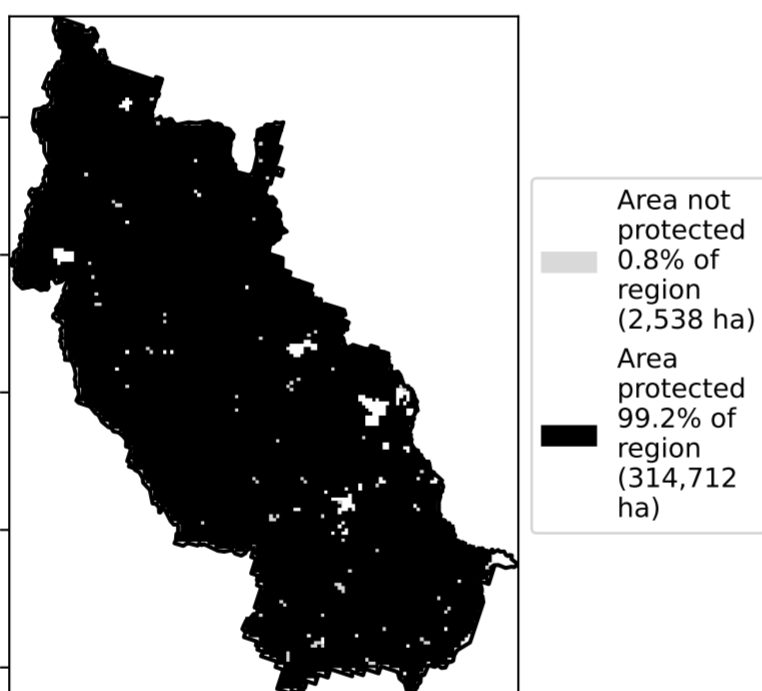 Area not
protected
0.8% of
region
(2,538 ha)
Area
protected
99.2% of
region
(314,712
ha)